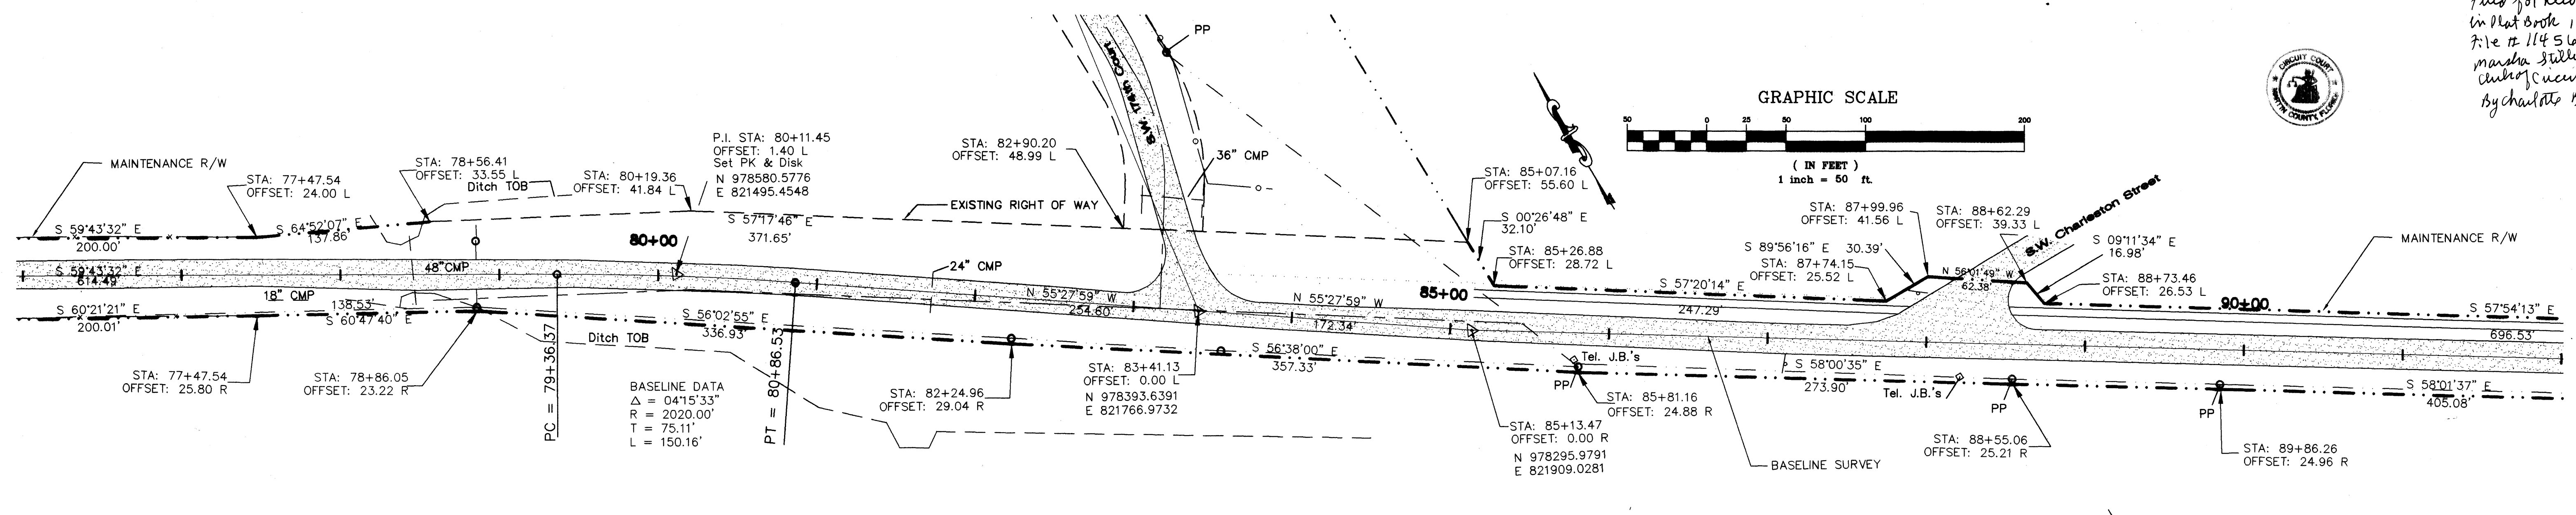 MAINTENANCE R/W
STA: 77+47.54
OFFSET: 24.00 L
STA: 78+56.41
OFFSET: 33.55 L
Ditch TOB
STA: 80+19.36
OFFSET: 41.84 L
P.I. STA: 80+11.45
OFFSET: 1.40 L
Set PK & Disk
N 978580.5776
E 821495.4548
STA: 82+90.20
OFFSET: 48.99 L
S.W. 174th
PP
36" CMP
EXISTING RIGHT OF WAY
S 59°43'32" E
200.00'
S 64°52'07" E
137.86'
80+00
S 57°17'46" E
371.65'
S 59°43'32" E
614.49'
48"CMP
24" CMP
18" CMP
S 60°21'21" E
200.01'
138.53'
S 60°47'40" E
S 56°02'55" E
336.93'
Ditch TOB
N 55°27'59" W
254.60'
N 55°27'59" W
172.34'
S 56°38'00" E
357.33'
STA: 77+47.54
OFFSET: 25.80 R
STA: 78+86.05
OFFSET: 23.22 R
PC = 79+36.37
BASELINE DATA
Δ = 04°15'33"
R = 2020.00'
T = 75.11'
L = 150.16'
PT = 80+86.53
STA: 82+24.96
OFFSET: 29.04 R
STA: 83+41.13
OFFSET: 0.00 L
N 978393.6391
E 821766.9732
STA: 85+07.16
OFFSET: 55.60 L
S 00°26'48" E
32.10'
STA: 85+26.88
OFFSET: 28.72 L
85+00
GRAPHIC SCALE
50 0 25 50 100 200
( IN FEET )
1 inch = 50 ft.
S 57°20'14" E
247.29'
STA: 87+99.96
OFFSET: 41.56 L
S 89°56'16" E 30.39'
STA: 87+74.15
OFFSET: 25.52 L
STA: 88+62.29
OFFSET: 39.33 L
S.W. Charleston Street
N 56°01'49" W
62.38'
S 09°11'34" E
16.98'
STA: 88+73.46
OFFSET: 26.53 L
90+00
MAINTENANCE R/W
S 57°54'13" E
696.53'
Tel. J.B.'s
PP
STA: 85+81.16
OFFSET: 24.88 R
STA: 85+13.47
OFFSET: 0.00 R
N 978295.9791
E 821909.0281
S 58°00'35" E
273.90'
Tel. J.B.'s
PP
BASELINE SURVEY
STA: 88+55.06
OFFSET: 25.21 R
PP
STA: 89+86.26
OFFSET: 24.96 R
S 58°01'37" E
405.08'
CIRCUIT COURT
MARTIN COUNTY, FLORIDA
in Plat Book
File # 11456
Marsha
By Charlotte